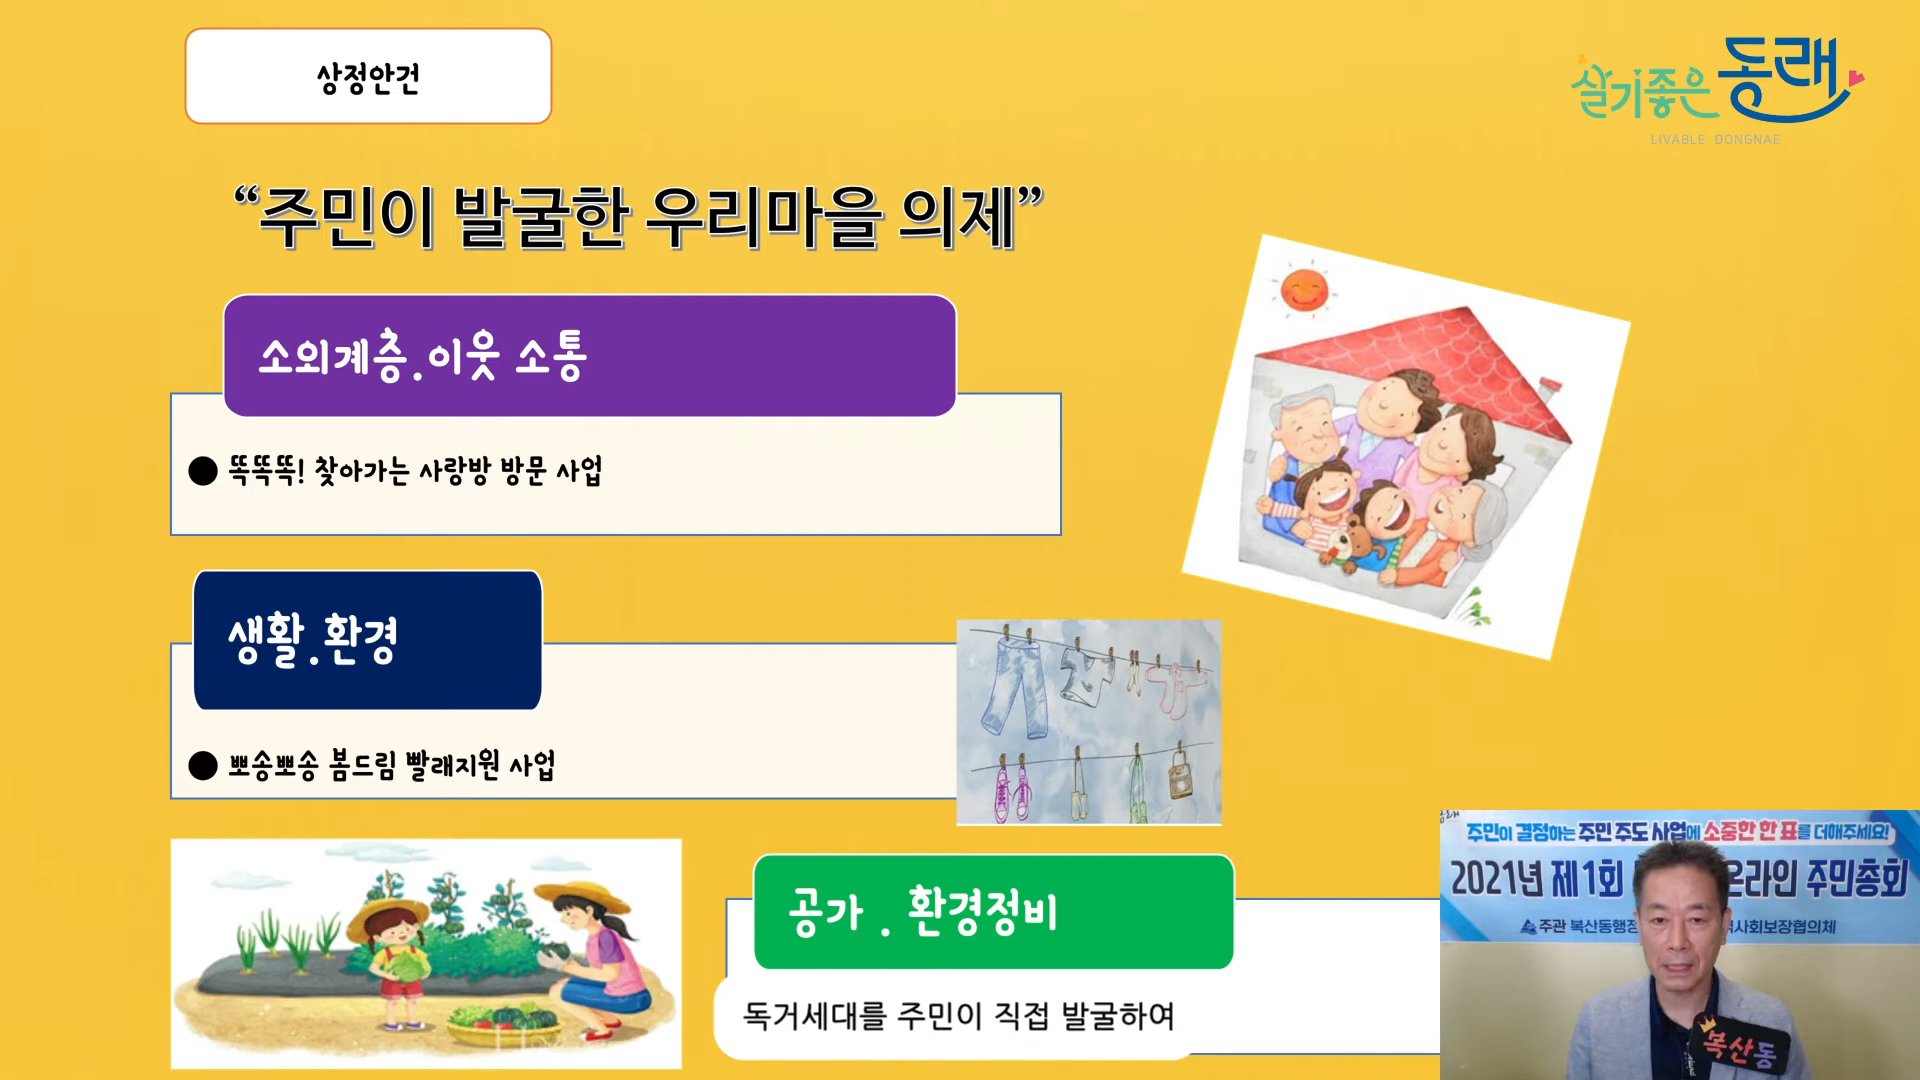 상정안건
살기좋은 동래
LIVABLE DONGNAE
“주민이 발굴한 우리마을 의제”
소외계층.이웃 소통
● 똑똑똑! 찾아가는 사랑방 방문 사업
생활.환경
● 뽀송뽀송 봄드림 빨래지원 사업
공가 . 환경정비
독거세대를 주민이 직접 발굴하여
주민이 결정하는 주민 주도 사업에 소중한 한 표를 더해주세요!
2021년 제1회 온라인 주민총회
주관 복산동행정 사회보장협의체
복산동